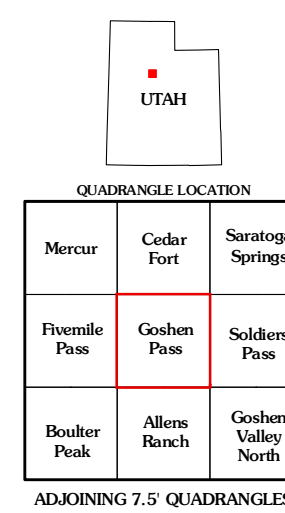 UTAH
QUADRANGLE LOCATION
Mercur
Cedar
Fort
Saratoga
Springs
Fivemile
Pass
Goshen
Pass
Soldiers
Pass
Boulter
Peak
Allens
Ranch
Goshen
Valley
North
ADJOINING 7.5' QUADRANGLES